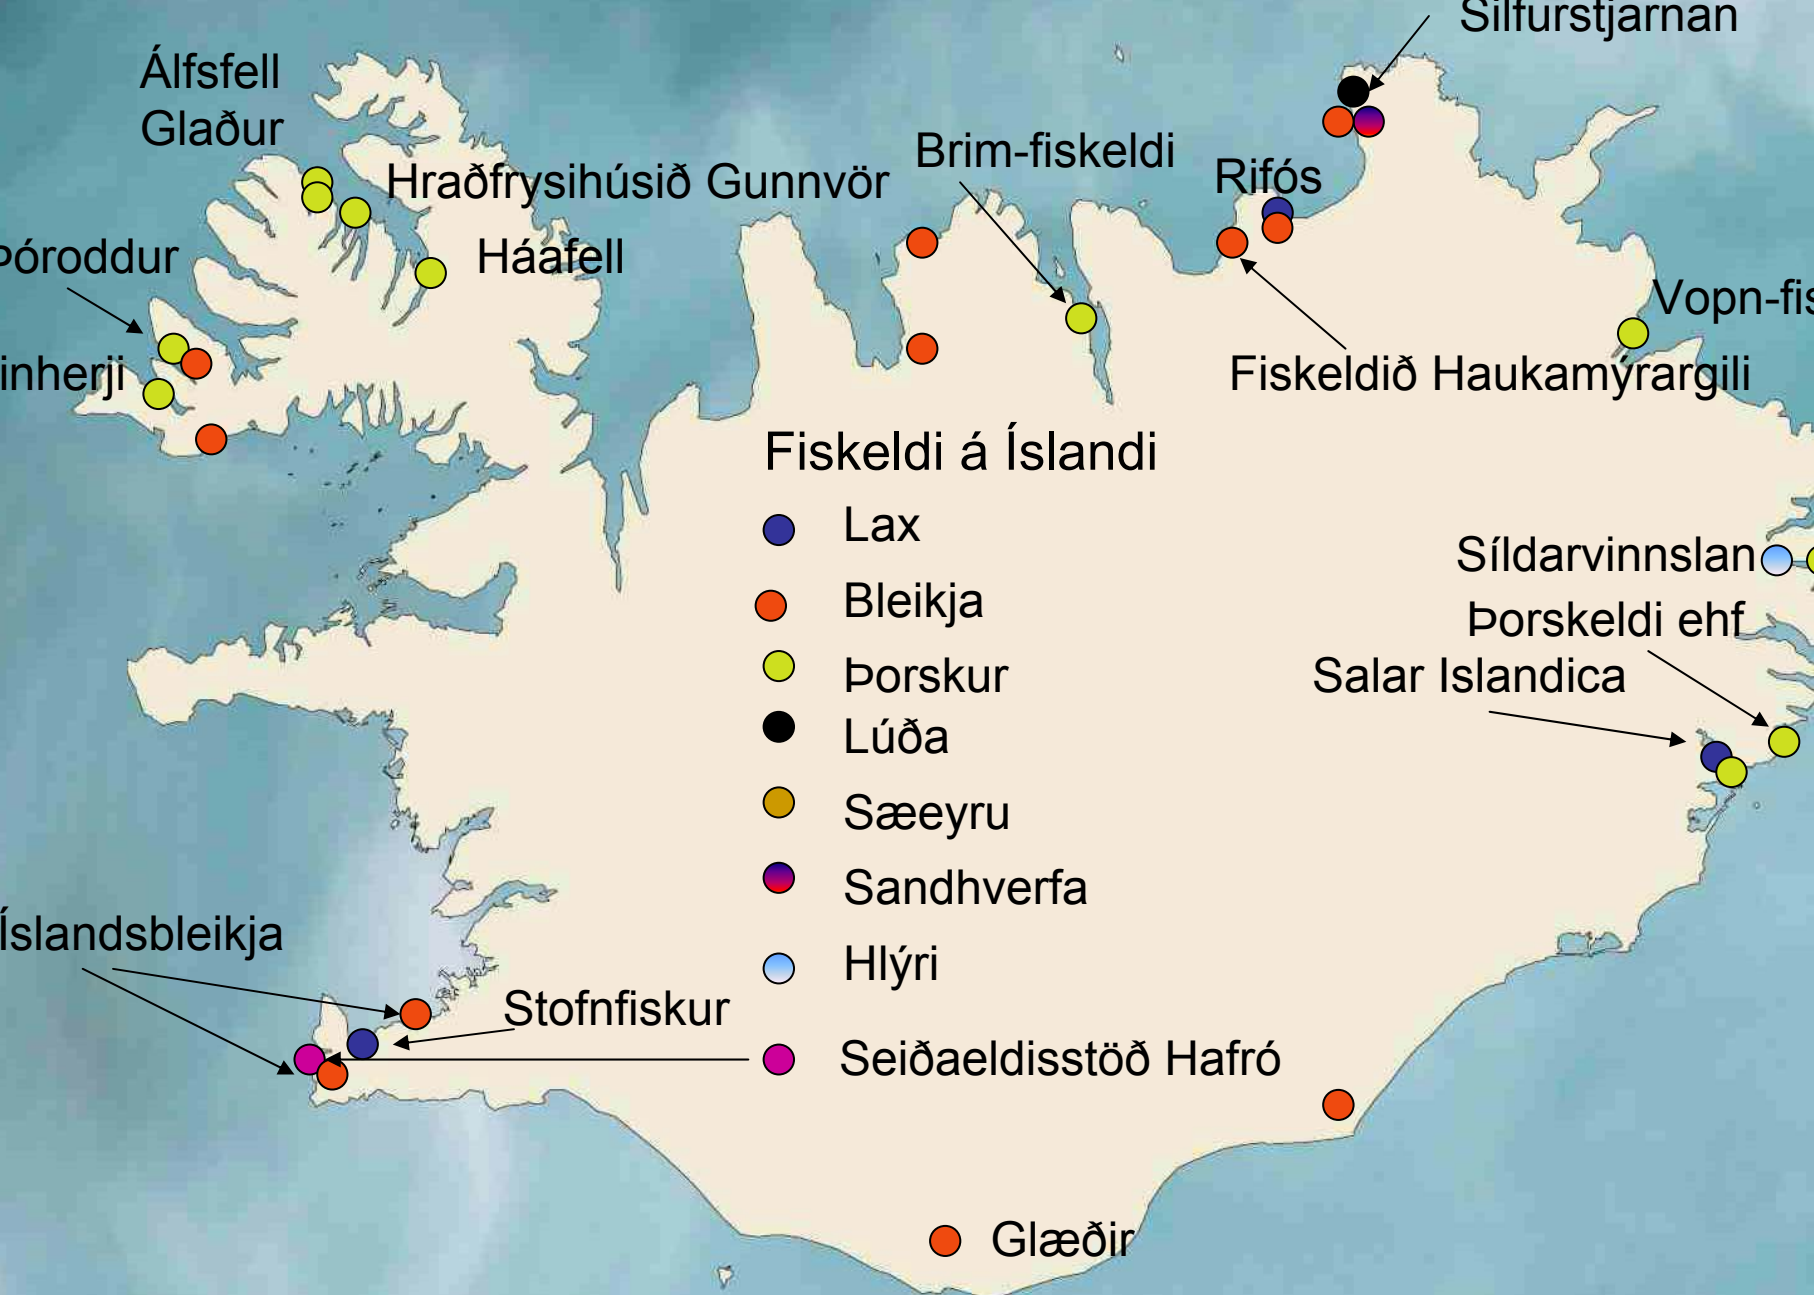 Silfurstjarnan
Álfsfell
Glaður
Brim-fiskeldi
Hraðfrysihúsið Gunnvör
Rifós
Þóroddur
Háafell
Vopn-fis
inherji
Fiskeldið Haukamýrargili
Fiskeldi á Íslandi
Lax
Bleikja
Þorskur
Lúða
Sæeyru
Sandhverfa
Hlýri
Seiðaeldisstöð Hafró
Síldarvinnslan
Þorskeldi ehf
Salar Islandica
Íslandsbleikja
Stofnfiskur
Glæðir